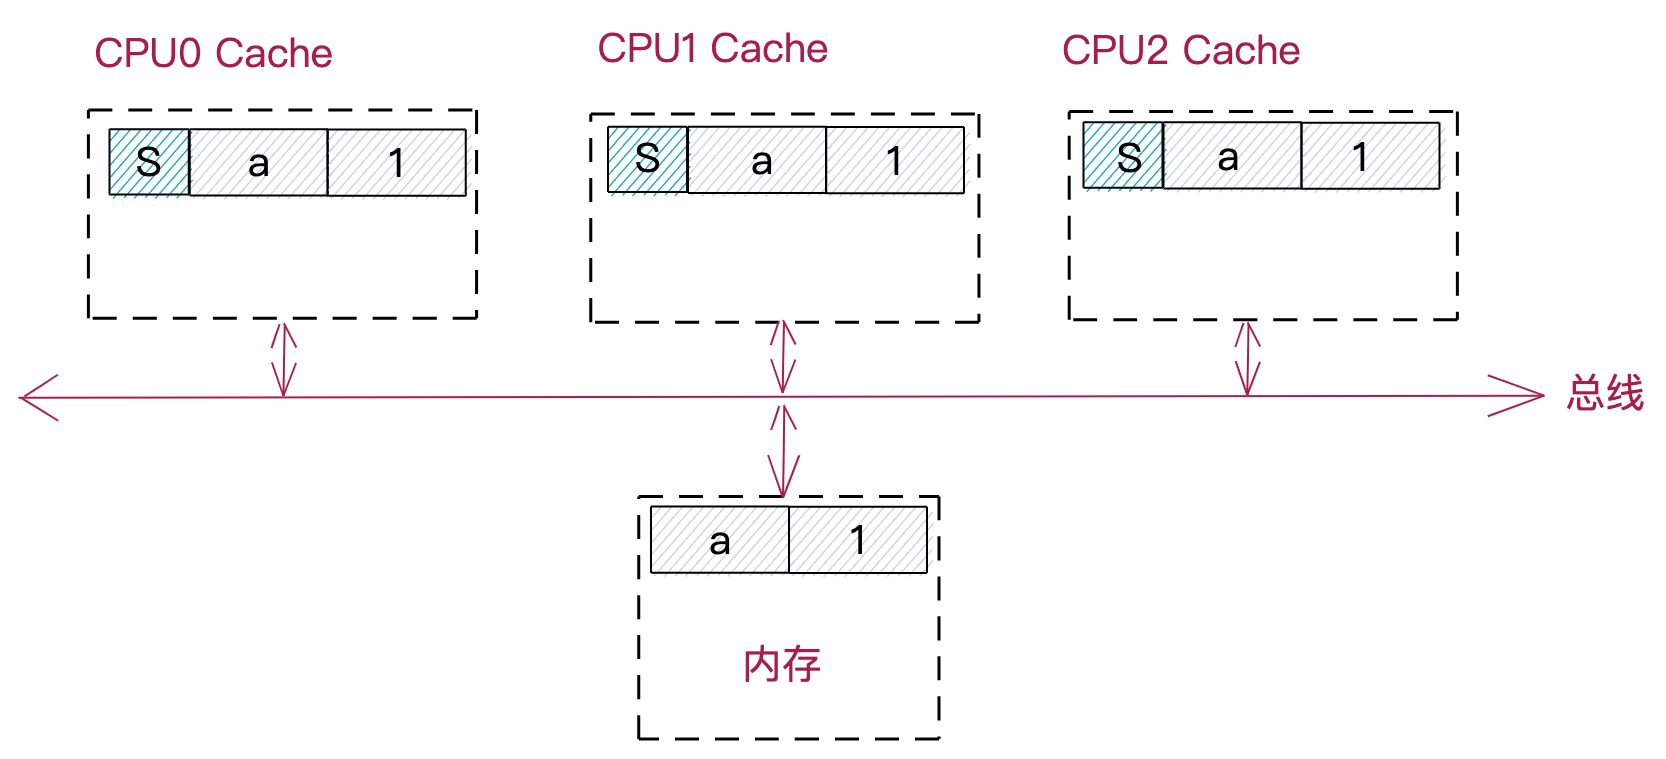 CPU0 Cache
CPU1 Cache
CPU2 Cache
S a 1
S a 1
S a 1
总线
a 1
内存